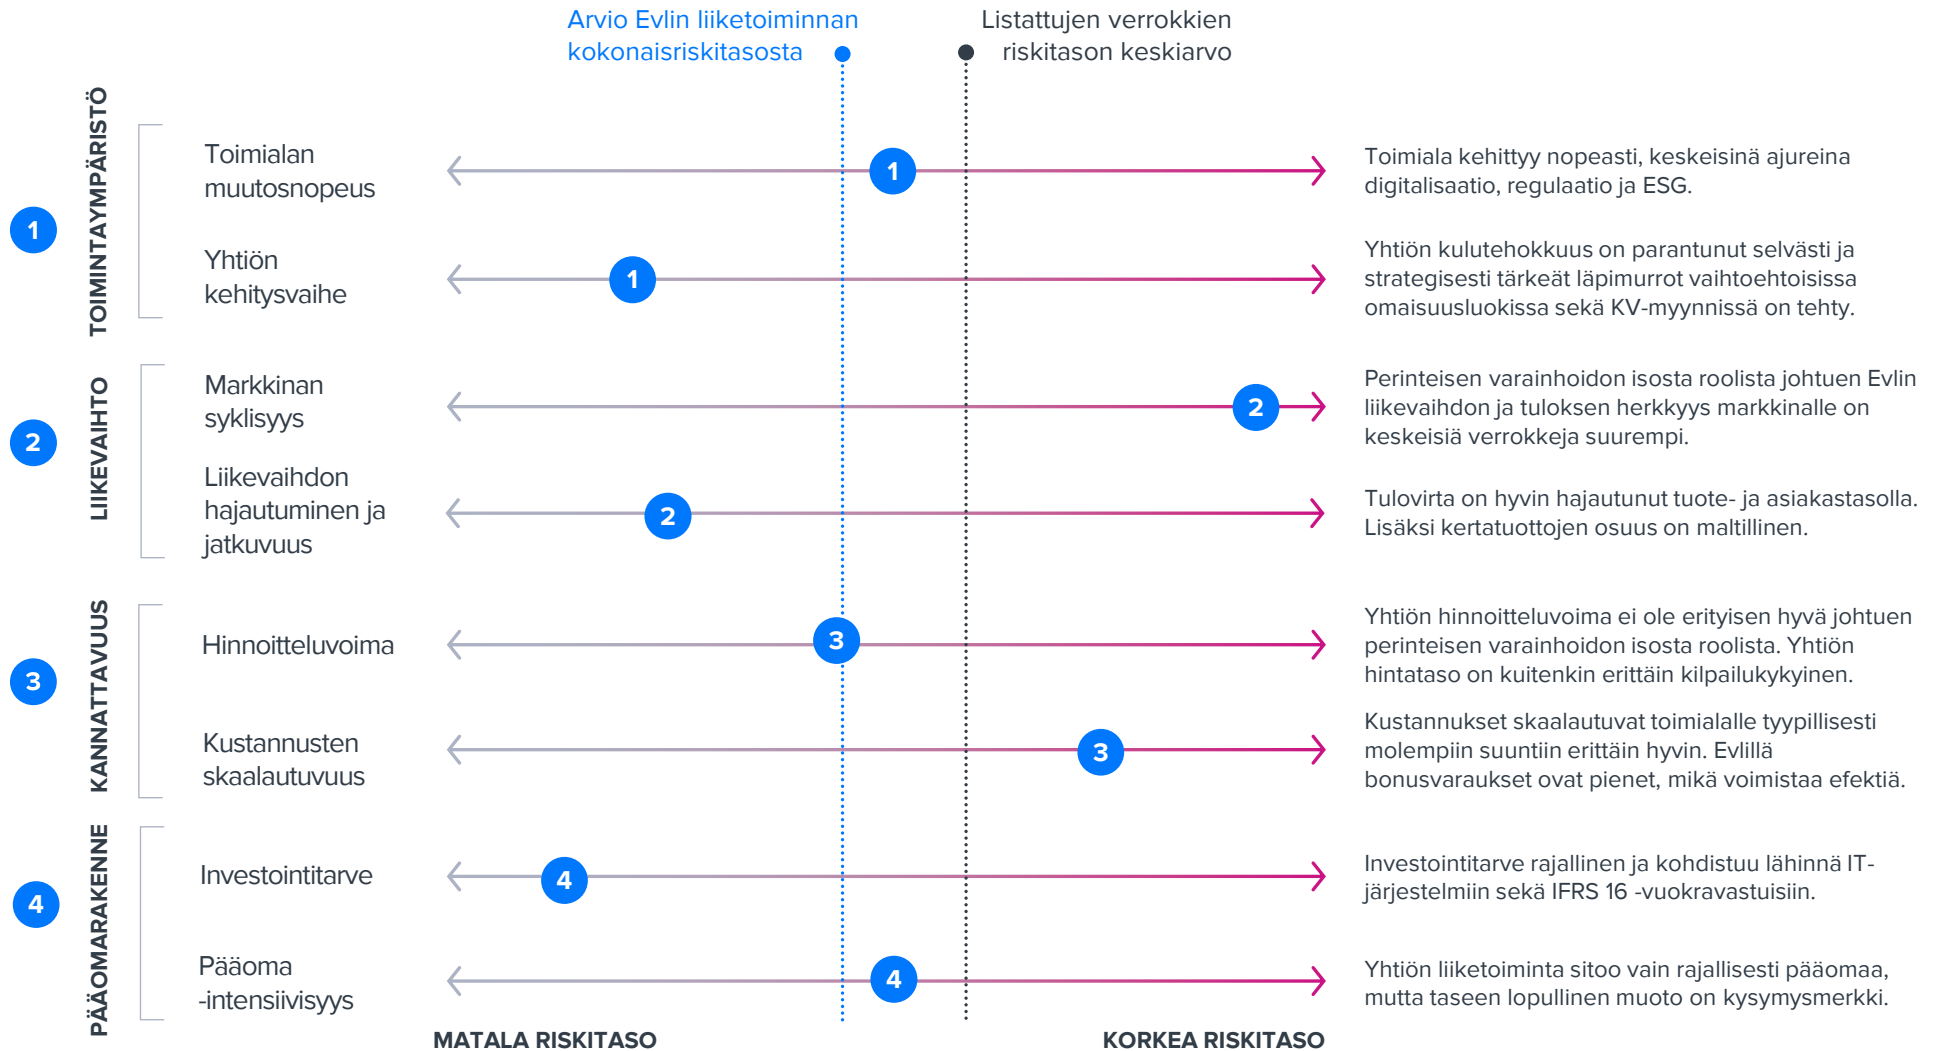 Arvio Evlin liiketoiminnan
kokonaisriskitasosta
Listattujen verrokkien
riskitason keskiarvo
1
TOIMINTAYMPÄRISTÖ
Toimialan
muutosnopeus
1
Toimiala kehittyy nopeasti, keskeisinä ajureina
digitalisaatio, regulaatio ja ESG.
Yhtiön
kehitysvaihe
1
Yhtiön kulutehokkuus on parantunut selvästi ja
strategisesti tärkeät läpimurrot vaihtoehtoisissa
omaisuusluokissa sekä KV-myynnissä on tehty.
2
LIIKEVAIHTO
Markkinan
syklisyys
2
Perinteisen varainhoidon isosta roolista johtuen Evlin
liikevaihdon ja tuloksen herkkyys markkinalle on
keskeisiä verrokkeja suurempi.
Liikevaihdon
hajautuminen ja
jatkuvuus
2
Tulovirta on hyvin hajautunut tuote- ja asiakastasolla.
Lisäksi kertatuottojen osuus on maltillinen.
3
KANNATTAVUUS
Hinnoitteluvoima
3
Yhtiön hinnoitteluvoima ei ole erityisen hyvä johtuen
perinteisen varainhoidon isosta roolista. Yhtiön
hintataso on kuitenkin erittäin kilpailukykyinen.
Kustannusten
skaalautuvuus
3
Kustannukset skaalautuvat toimialalle tyypillisesti
molempiin suuntiin erittäin hyvin. Evlillä
bonusvaraukset ovat pienet, mikä voimistaa efektiä.
4
PÄÄOMARAKENNE
Investointitarve
4
Investointitarve rajallinen ja kohdistuu lähinnä IT-
järjestelmiin sekä IFRS 16 -vuokravastuisiin.
Pääoma
-intensiivisyys
4
Yhtiön liiketoiminta sitoo vain rajallisesti pääomaa,
mutta taseen lopullinen muoto on kysymysmerkki.
MATALA RISKITASO
KORKEA RISKITASO